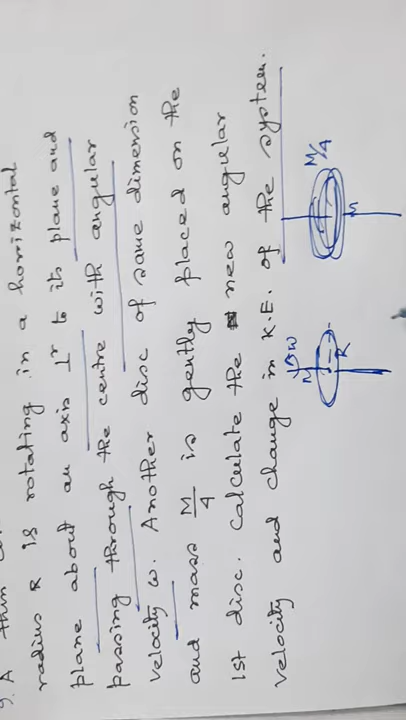 9. A thin
radius R is rotating in a horizontal
plane about an axis ⊥r to its plane and
passing through the centre with angular
velocity ω. Another disc of same dimension
and mass M/4 is gently placed on the
1st disc. Calculate the new angular
velocity and change in K.E. of the system.
M ω
R
M/4
M